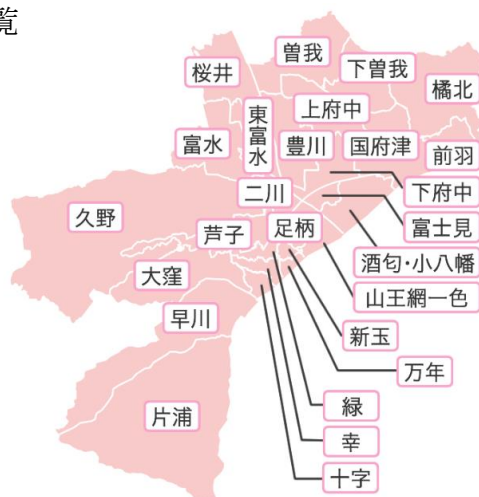 覧
曽我
桜井
下曽我
橘北
上府中
東富水
富水
豊川
国府津
前羽
二川
下府中
久野
芦子
足柄
富士見
酒匂・小八幡
大窪
山王網一色
早川
新玉
万年
緑
片浦
幸
十字